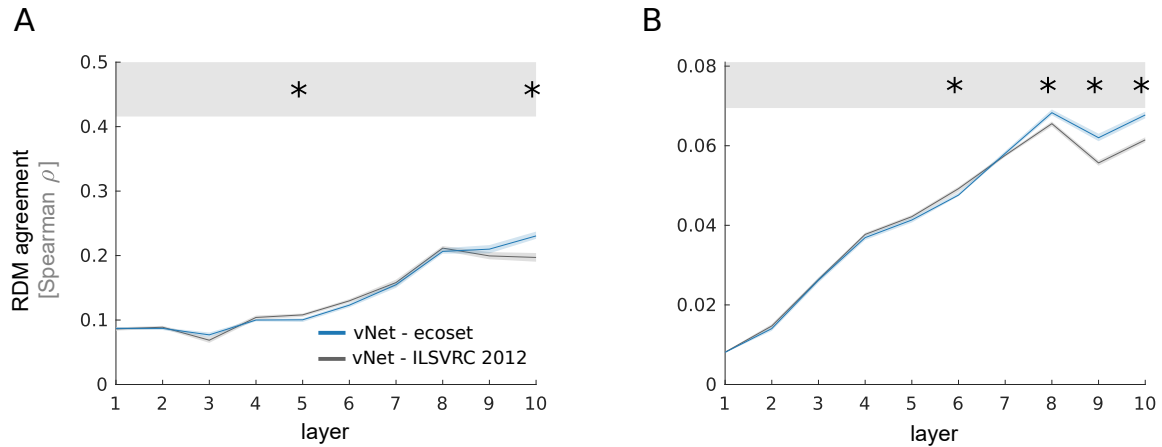 A
RDM agreement
[Spearman ρ]
0.5
0.4
0.3
0.2
0.1
0
* *
vNet - ecoset
vNet - ILSVRC 2012
1 2 3 4 5 6 7 8 9 10
layer
B
0.08
0.06
0.04
0.02
0
* * * *
1 2 3 4 5 6 7 8 9 10
layer